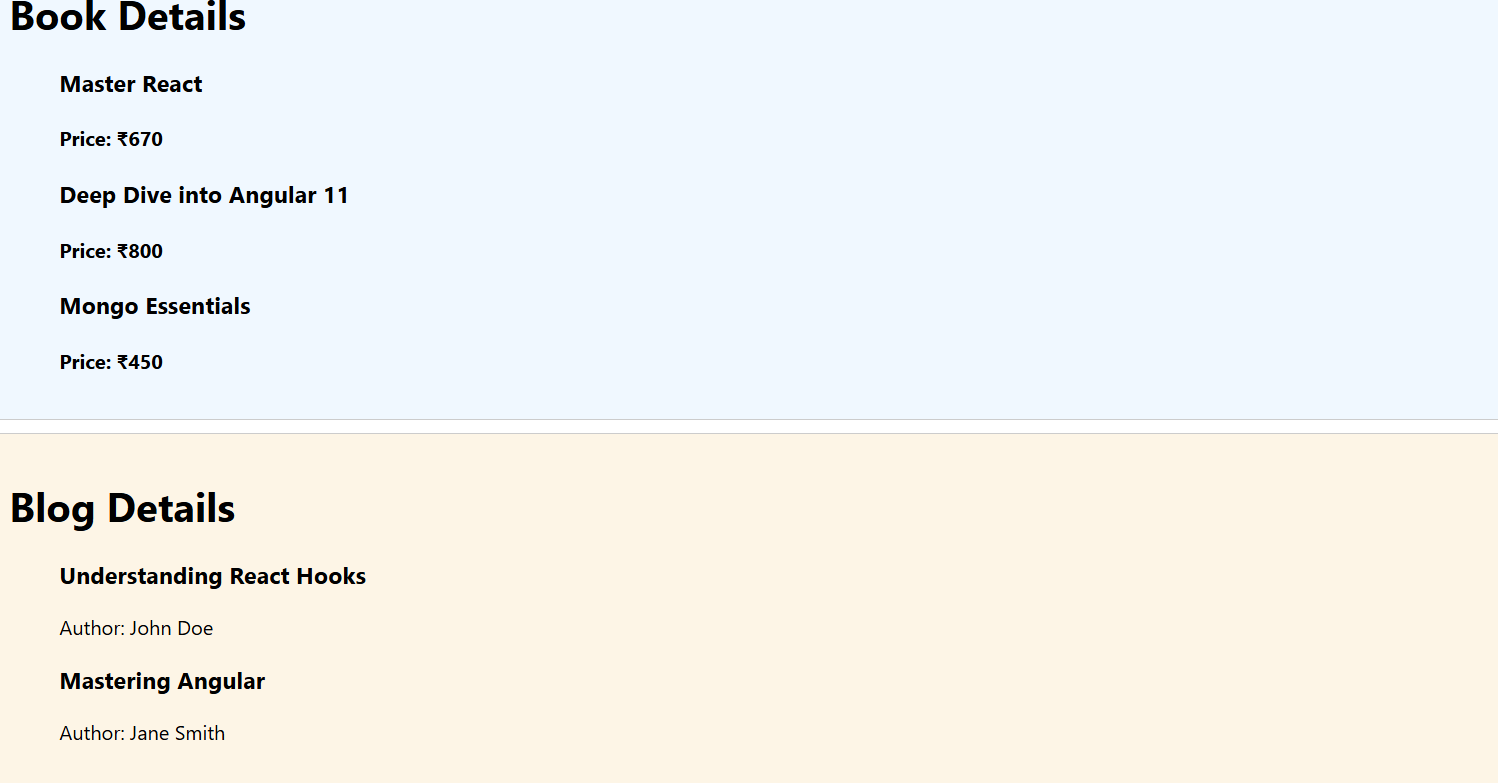 Book Details
Master React
Price: ₹670
Deep Dive into Angular 11
Price: ₹800
Mongo Essentials
Price: ₹450
Blog Details
Understanding React Hooks
Author: John Doe
Mastering Angular
Author: Jane Smith